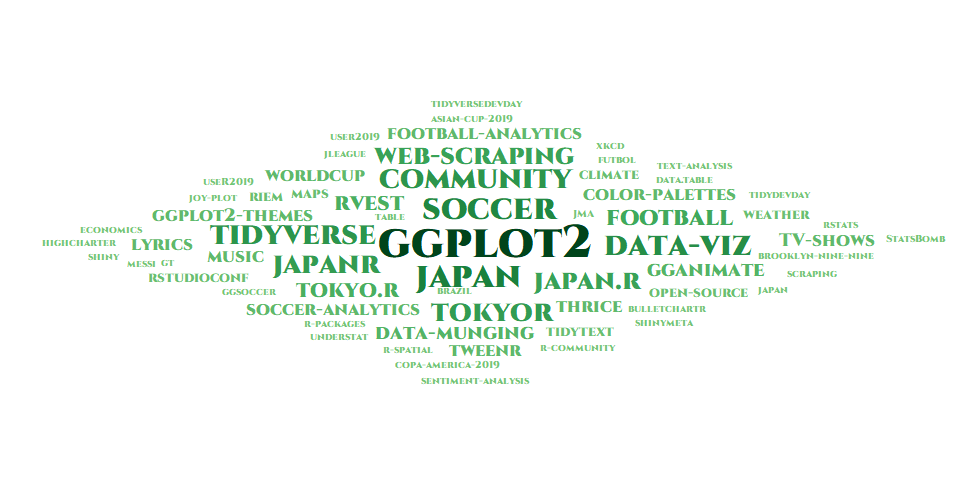 TIDYVERSEDEVDAY
ASIAN-CUP-2019
USER2019 FOOTBALL-ANALYTICS
JLEAGUE WEB-SCRAPING XKCD
FUTBOL
WORLDCUP COMMUNITY CLIMATE TEXT-ANALYSIS
useR2019 DATA.TABLE
JOY-PLOT RIEM MAPS RVEST COLOR-PALETTES TIDYDEVDAY
GGPLOT2-THEMES TABLE SOCCER JMA FOOTBALL WEATHER
ECONOMICS RSTATS
HIGHCHARTER LYRICS TIDYVERSE GGPLOT2 DATA-VIZ TV-SHOWS StatsBomb
SHINY MUSIC BROOKLYN-NINE-NINE
MESSI GT JAPANR GGANIMATE
RSTUDIOCONF JAPAN JAPAN.R SCRAPING
GGSOCCER TOKYO.R BRAZIL OPEN-SOURCE JAPAN
SOCCER-ANALYTICS TOKYOR THRICE BULLETCHARTR
R-PACKAGES SHINYMETA
UNDERSTAT DATA-MUNGING TIDYTEXT
R-SPATIAL TWEENR R-COMMUNITY
COPA-AMERICA-2019
SENTIMENT-ANALYSIS